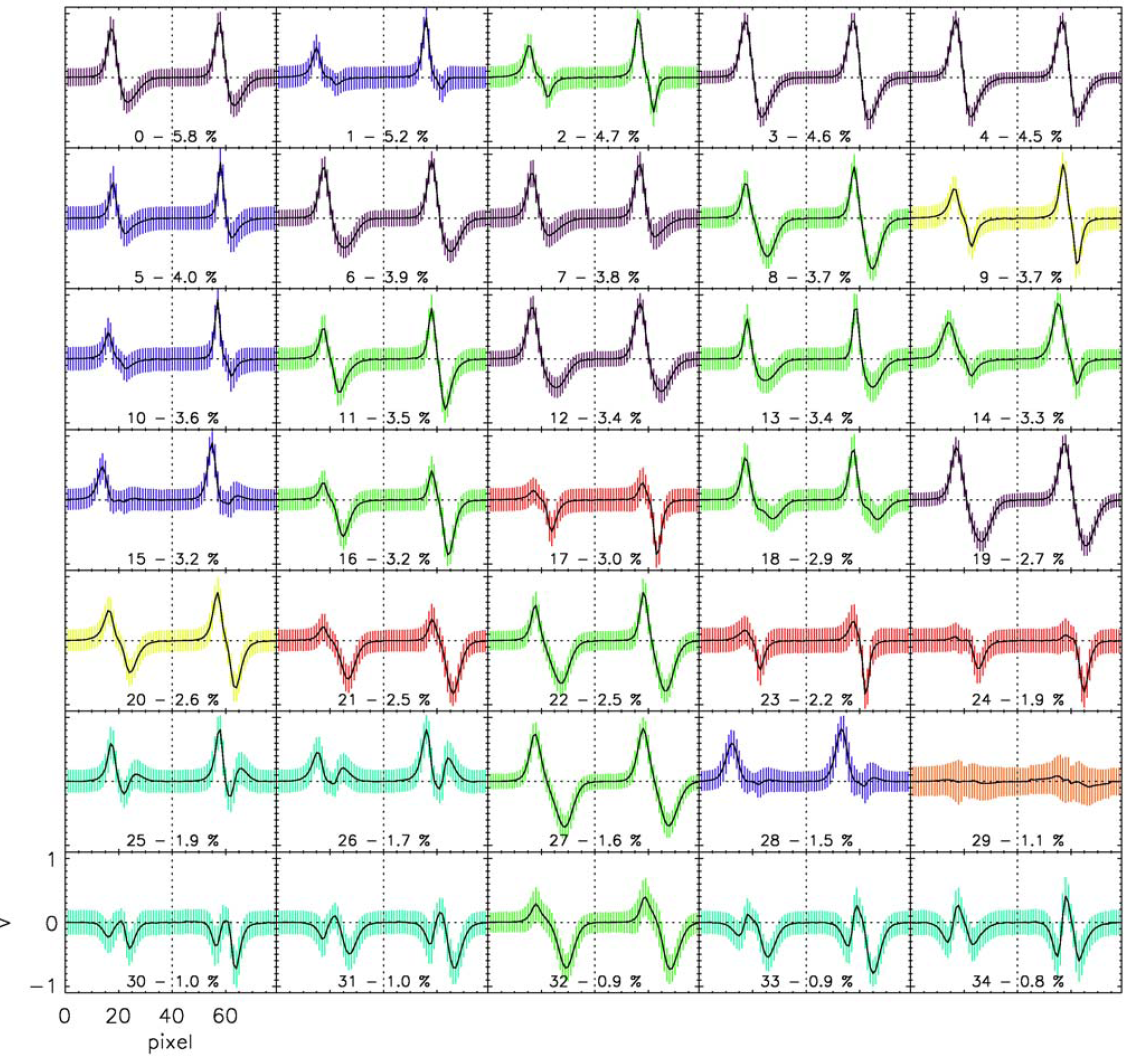 0 – 5.8 % 1 – 5.2 % 2 – 4.7 % 3 – 4.6 % 4 – 4.5 %
5 – 4.0 % 6 – 3.9 % 7 – 3.8 % 8 – 3.7 % 9 – 3.7 %
10 – 3.6 % 11 – 3.5 % 12 – 3.4 % 13 – 3.4 % 14 – 3.3 %
15 – 3.2 % 16 – 3.2 % 17 – 3.0 % 18 – 2.9 % 19 – 2.7 %
20 – 2.6 % 21 – 2.5 % 22 – 2.5 % 23 – 2.2 % 24 – 1.9 %
25 – 1.9 % 26 – 1.7 % 27 – 1.6 % 28 – 1.5 % 29 – 1.1 %
1
0
30 – 1.0 % 31 – 1.0 % 32 – 0.9 % 33 – 0.9 % 34 – 0.8 %
−1
0 20 40 60
pixel